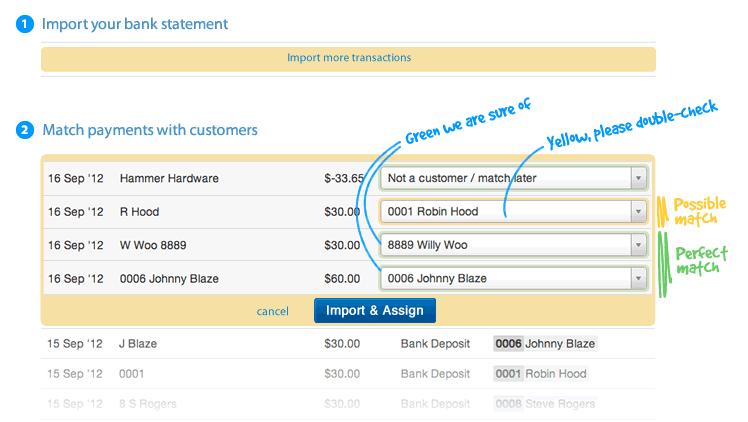 1 Import your bank statement
Import more transactions
2 Match payments with customers
Green we are sure of
Yellow, please double-check
16 Sep '12 Hammer Hardware $-33.65 Not a customer / match later
16 Sep '12 R Hood $30.00 0001 Robin Hood
Possible
match
16 Sep '12 W Woo 8889 $30.00 8889 Willy Woo
Perfect
match
16 Sep '12 0006 Johnny Blaze $60.00 0006 Johnny Blaze
cancel Import & Assign
15 Sep '12 J Blaze $30.00 Bank Deposit 0006 Johnny Blaze
15 Sep '12 0001 $30.00 Bank Deposit 0001 Robin Hood
15 Sep '12 8 S Rogers $30.00 Bank Deposit 0008 Steve Rogers